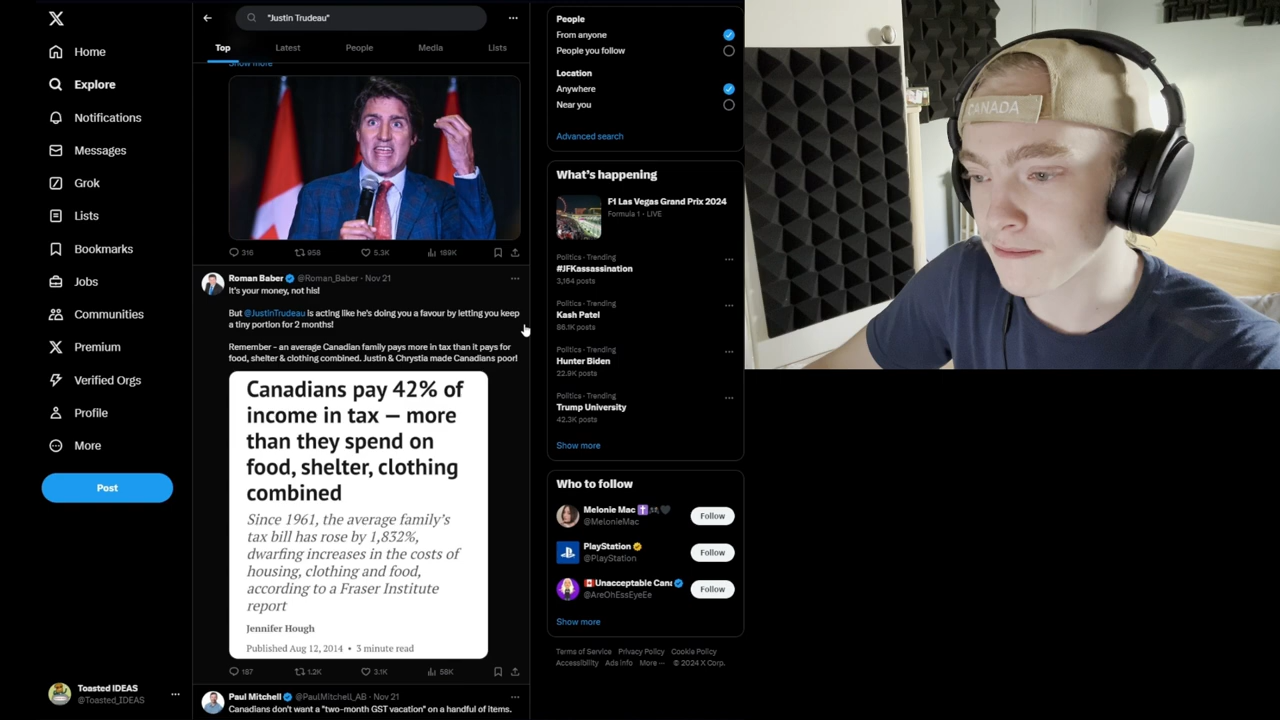 Home
Explore
Notifications
Messages
Grok
Lists
Bookmarks
Jobs
Communities
Premium
Verified Orgs
Profile
More
Post
Toasted IDEAS
@Toasted_IDEAS
"Justin Trudeau"
Top
Latest
People
Media
Lists
Show more
316
958
5.3K
189K
Roman Baber @Roman_Baber · Nov 21
It's your money, not his!
But @JustinTrudeau is acting like he's doing you a favour by letting you keep
a tiny portion for 2 months!
Remember - an average Canadian family pays more in tax than it pays for
food, shelter & clothing combined. Justin & Chrystia made Canadians poor!
Canadians pay 42% of
income in tax — more
than they spend on
food, shelter, clothing
combined
Since 1961, the average family's
tax bill has rose by 1,832%,
dwarfing increases in the costs of
housing, clothing and food,
according to a Fraser Institute
report
Jennifer Hough
Published Aug 12, 2014 • 3 minute read
187
1.2K
3.1K
58K
Paul Mitchell @PaulMitchell_AB · Nov 21
Canadians don't want a "two-month GST vacation" on a handful of items.
People
From anyone
People you follow
Location
Anywhere
Near you
Advanced search
What's happening
F1 Las Vegas Grand Prix 2024
Formula 1 · LIVE
Politics · Trending
#JFKassassination
3,164 posts
Politics · Trending
Kash Patel
86.1K posts
Politics · Trending
Hunter Biden
22.9K posts
Politics · Trending
Trump University
42.3K posts
Show more
Who to follow
Melonie Mac
@MelonieMac
Follow
PlayStation
@PlayStation
Follow
Unacceptable Can
@AreOhEssEyeEe
Follow
Show more
Terms of Service Privacy Policy Cookie Policy
Accessibility Ads info More ··· © 2024 X Corp.
CANADA